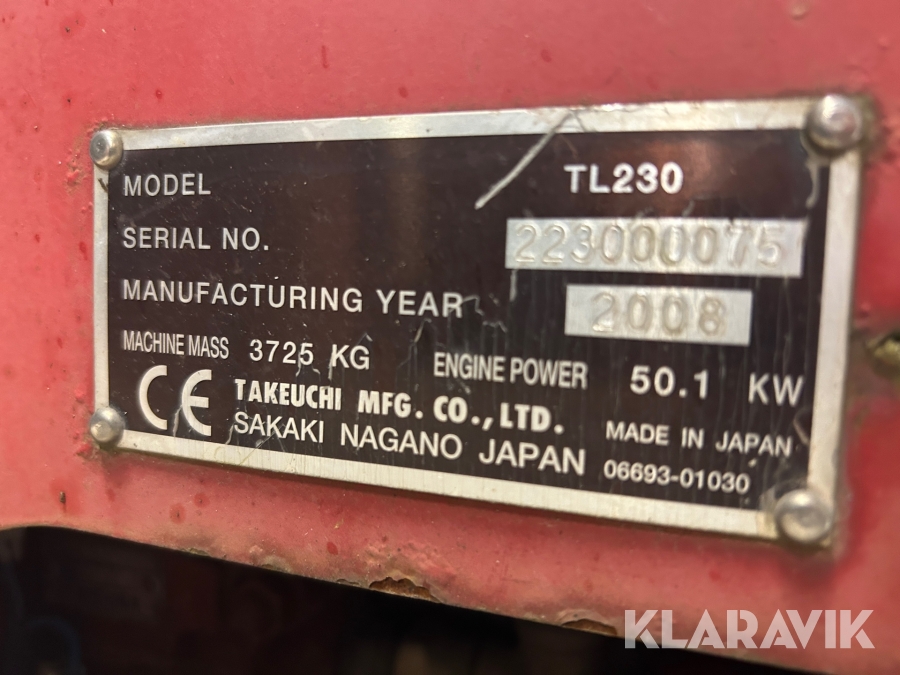 MODEL TL230
SERIAL NO. 223000075
MANUFACTURING YEAR 2008
MACHINE MASS 3725 KG ENGINE POWER 50.1 KW
CE TAKEUCHI MFG. CO., LTD.
SAKAKI NAGANO JAPAN
MADE IN JAPAN
06693-01030
KLARAVIK